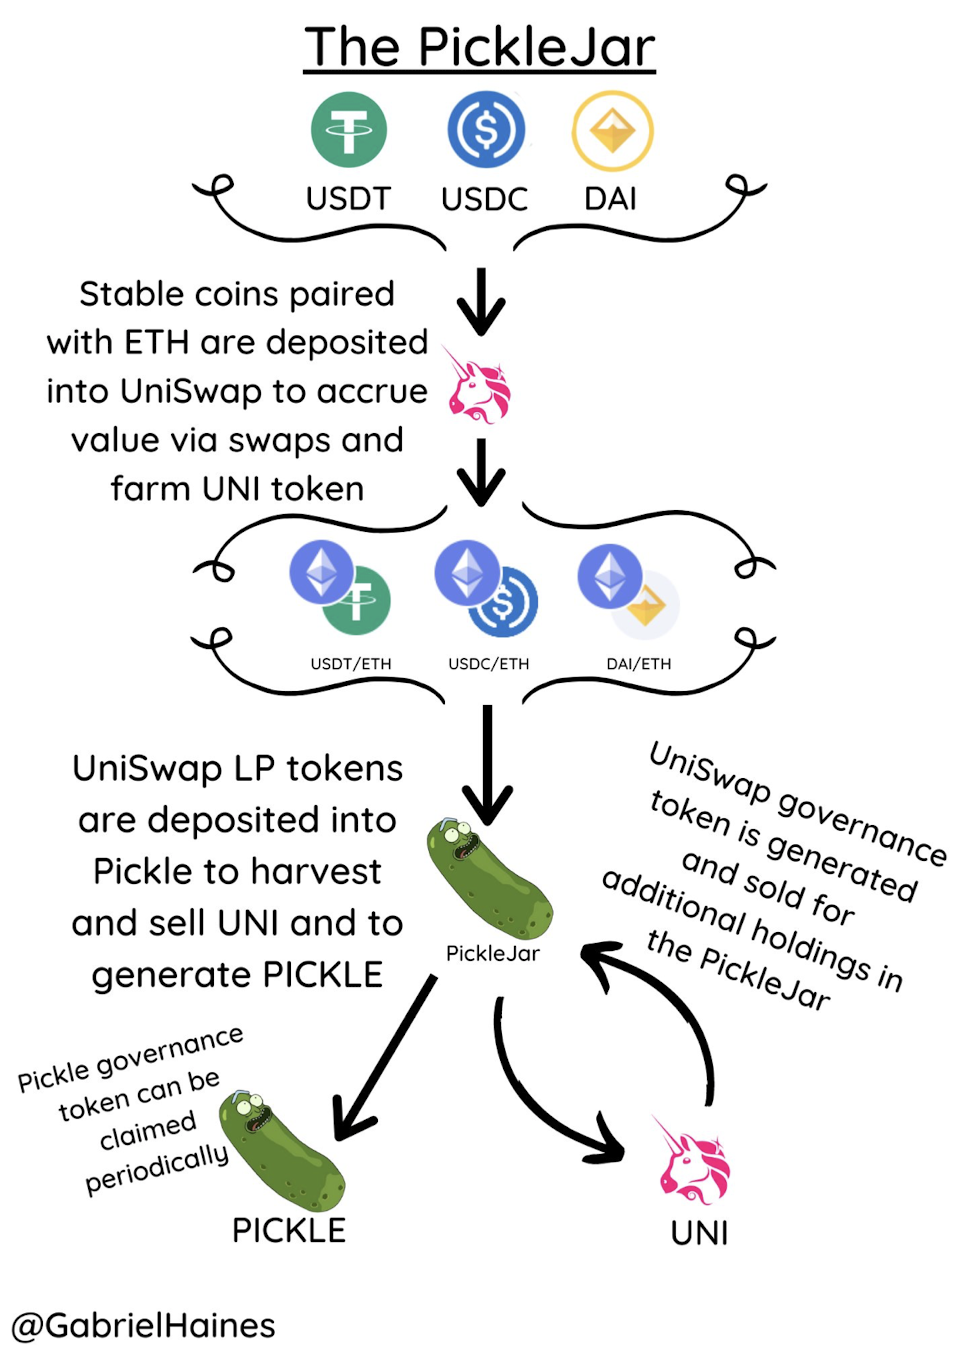 The PickleJar
USDT
USDC
DAI
Stable coins paired
with ETH are deposited
into UniSwap to accrue
value via swaps and
farm UNI token
USDT/ETH
USDC/ETH
DAI/ETH
UniSwap LP tokens
are deposited into
Pickle to harvest
and sell UNI and to
generate PICKLE
UniSwap governance
token is generated
and sold for
additional holdings in
the PickleJar
PickleJar
Pickle governance
token can be
claimed
periodically
PICKLE
UNI
@GabrielHaines